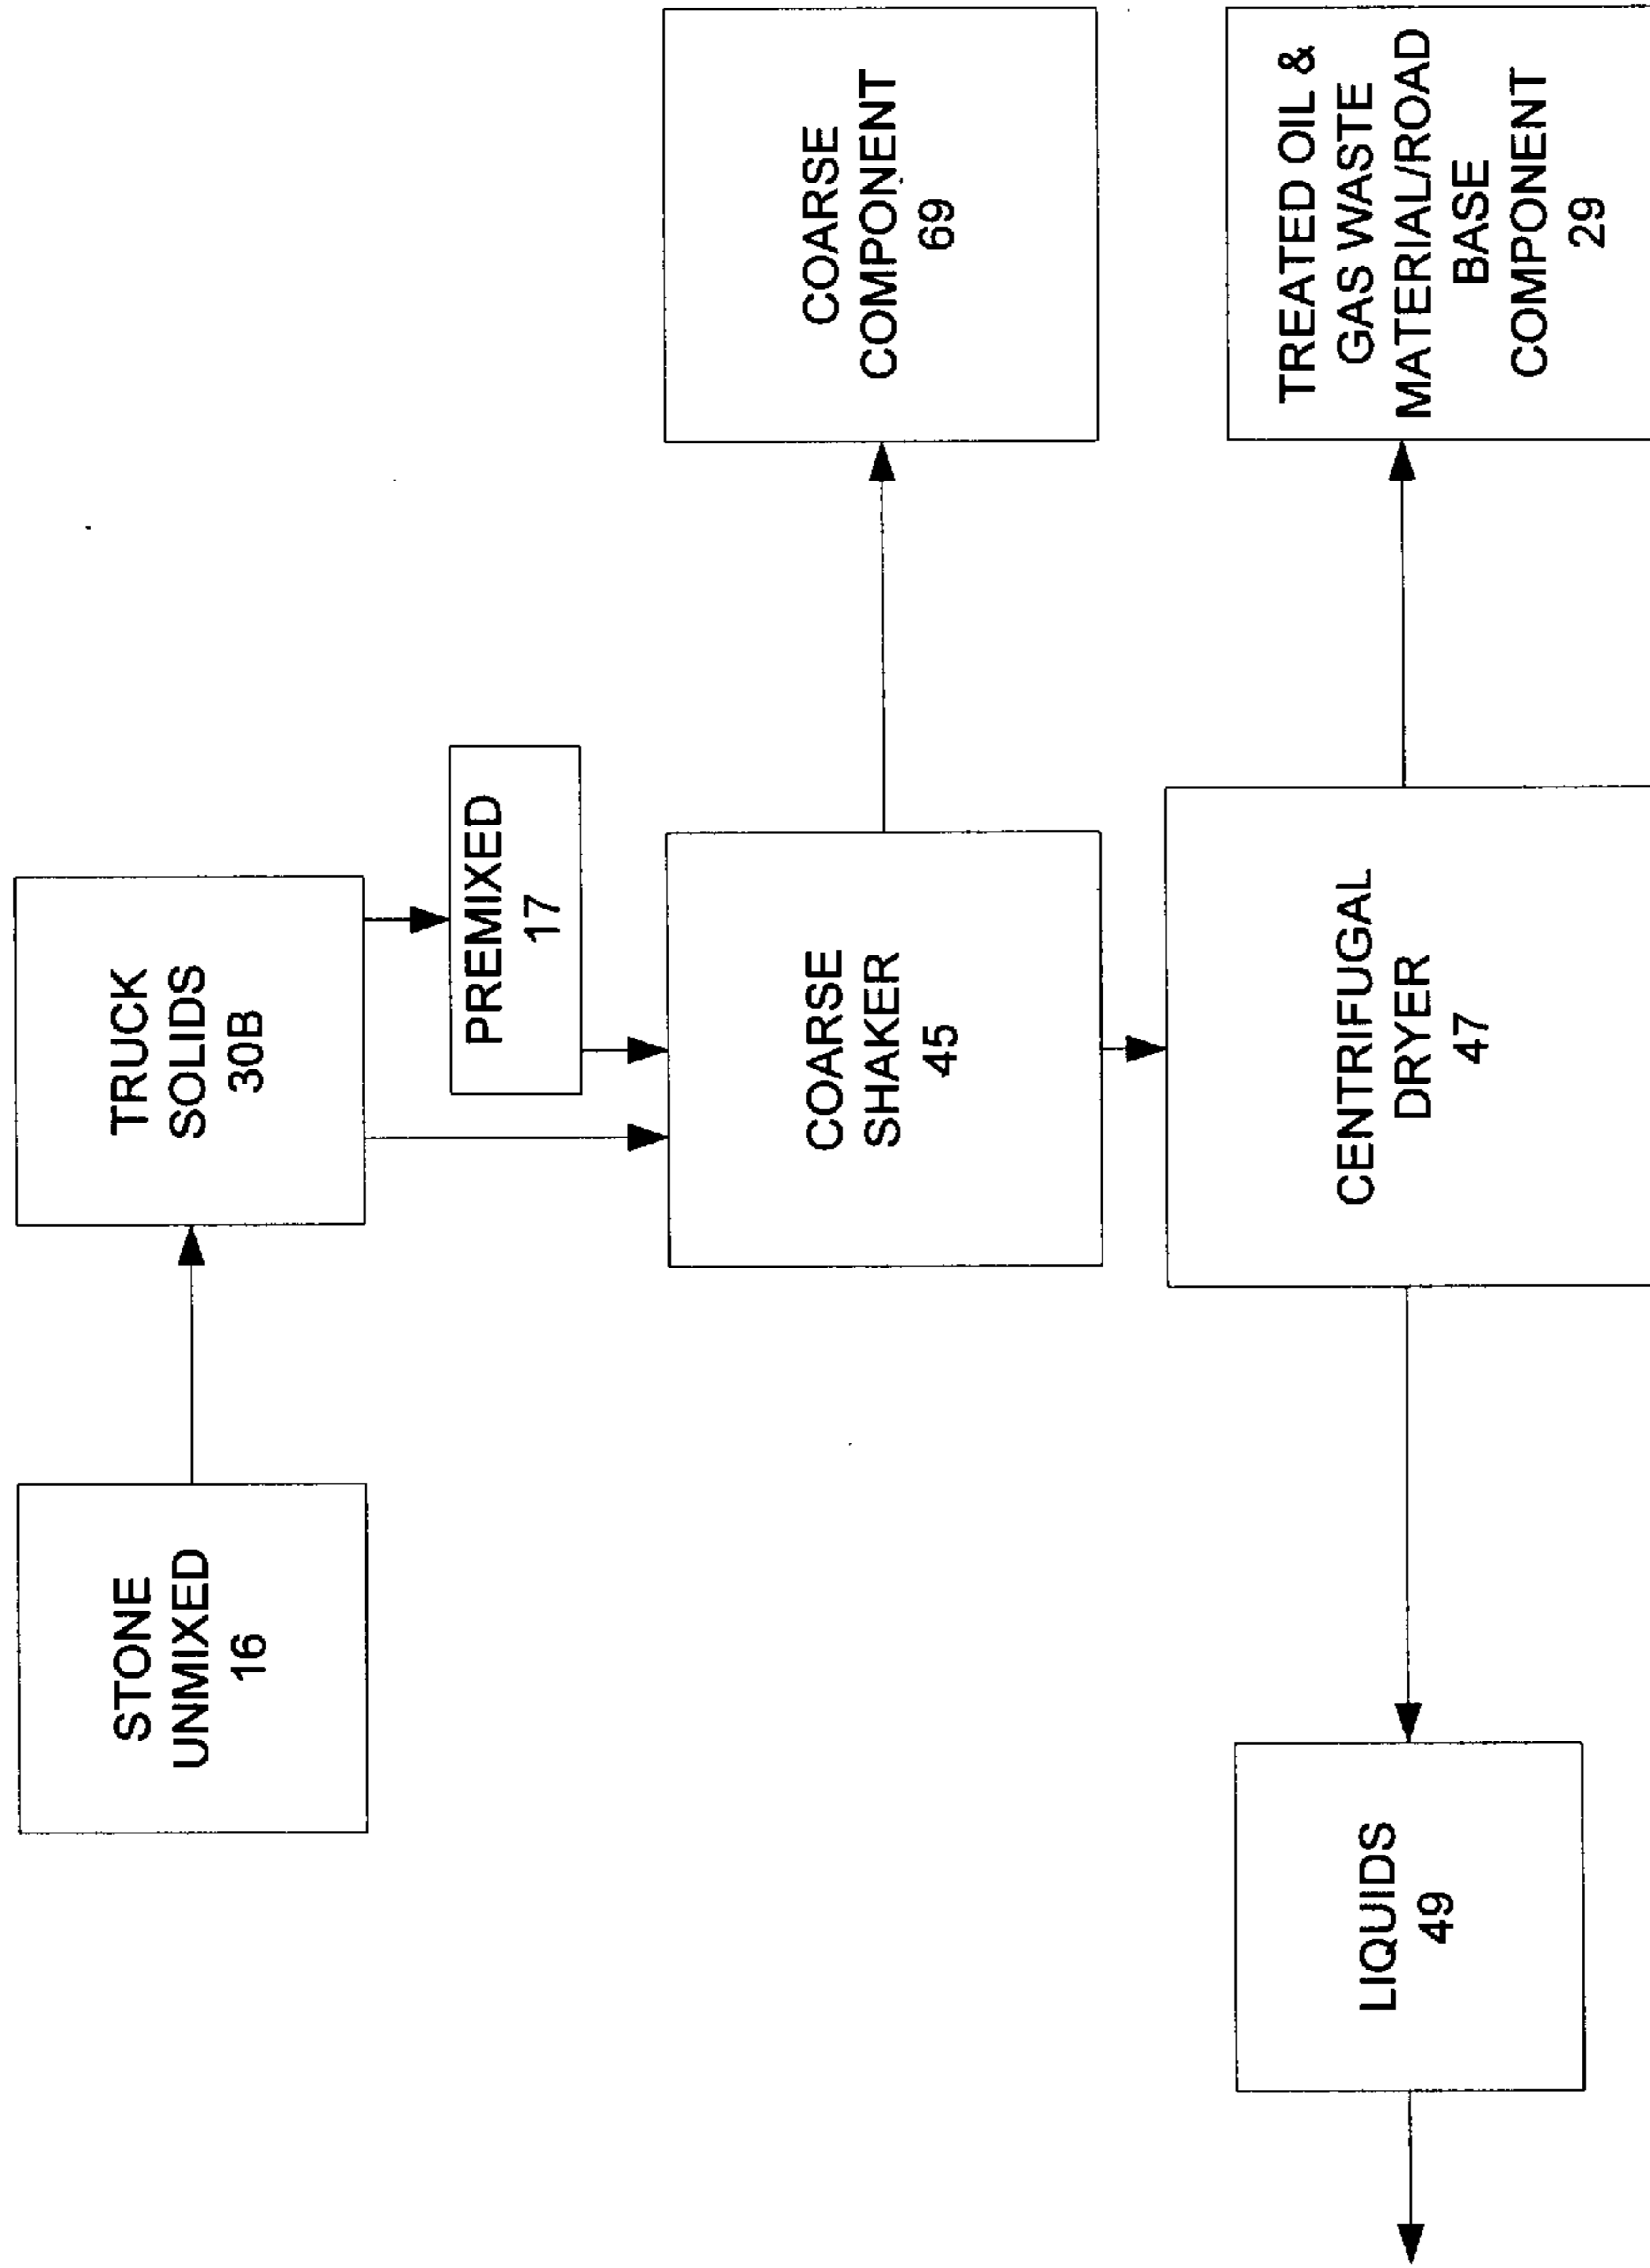 STONE
UNMIXED
16
TRUCK
SOLIDS
30B
PREMIXED
17
COARSE
SHAKER
45
COARSE
COMPONENT
69
LIQUIDS
49
CENTRIFUGAL
DRYER
47
TREATED OIL &
GAS WASTE
MATERIAL/ROAD
BASE
COMPONENT
29